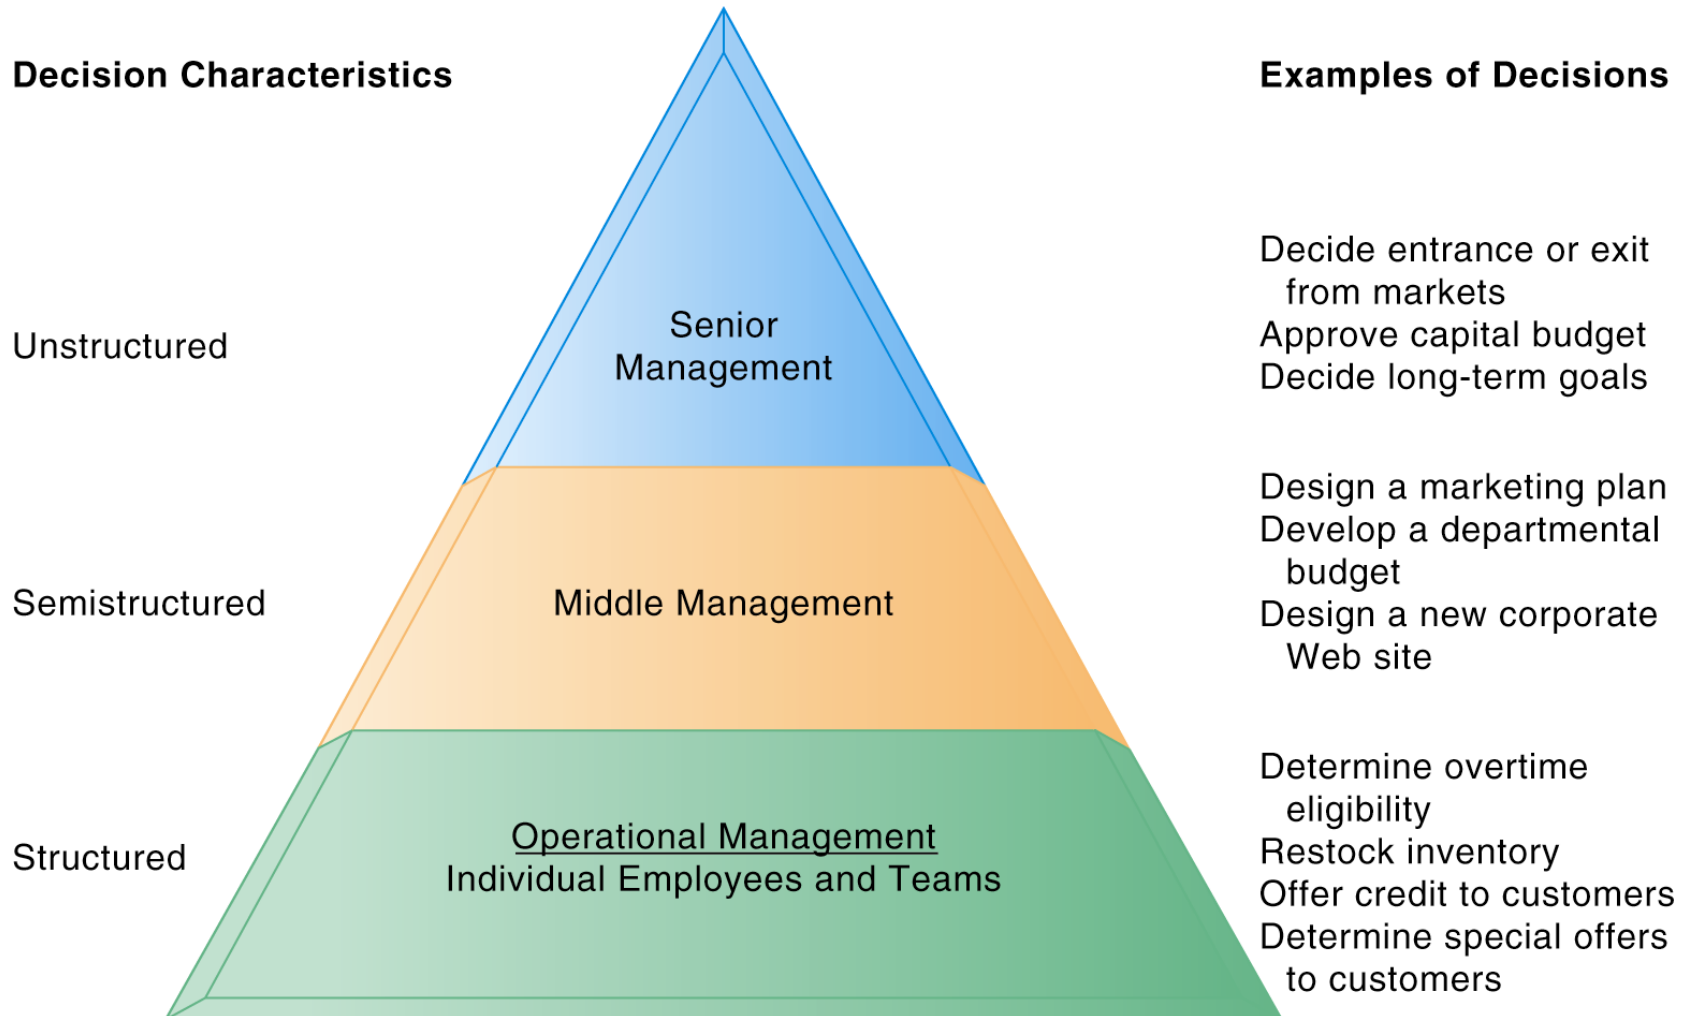 Decision Characteristics
Examples of Decisions
Unstructured
Senior
Management
Decide entrance or exit
from markets
Approve capital budget
Decide long-term goals
Semistructured
Middle Management
Design a marketing plan
Develop a departmental
budget
Design a new corporate
Web site
Structured
Operational Management
Individual Employees and Teams
Determine overtime
eligibility
Restock inventory
Offer credit to customers
Determine special offers
to customers